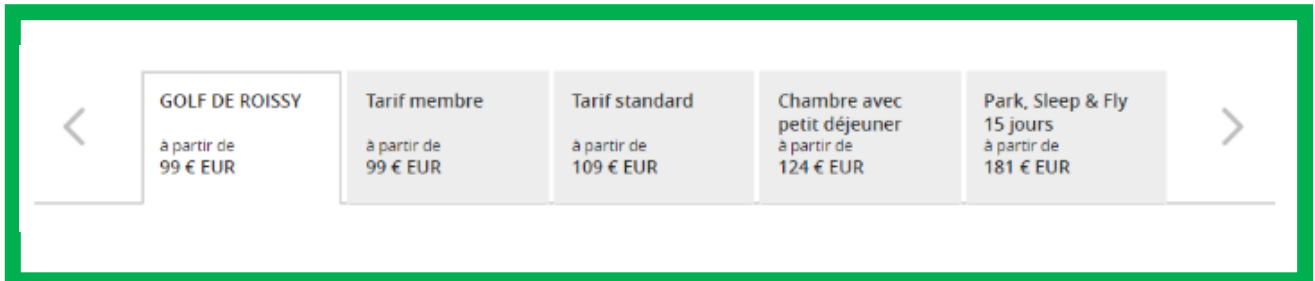 GOLF DE ROISSY
à partir de
99 € EUR
Tarif membre
à partir de
99 € EUR
Tarif standard
à partir de
109 € EUR
Chambre avec
petit déjeuner
à partir de
124 € EUR
Park, Sleep & Fly
15 jours
à partir de
181 € EUR